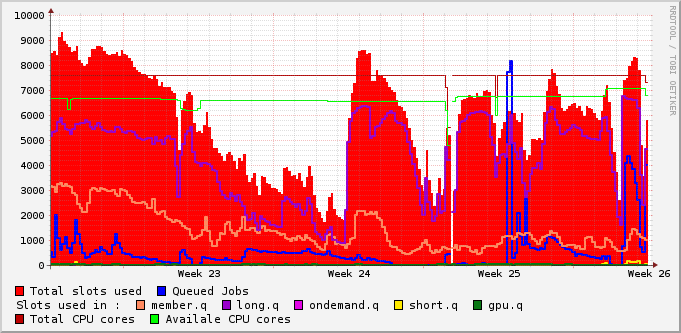 10000
9000
8000
7000
6000
5000
4000
3000
2000
1000
0
Week 23 Week 24 Week 25 Week 26
Total slots used Queued Jobs
Slots used in : member.q long.q ondemand.q short.q gpu.q
Total CPU cores Availale CPU cores
RRDTOOL / TOBI OETIKER